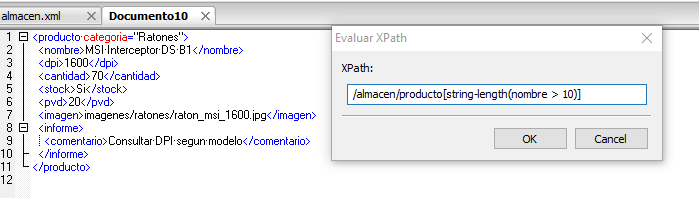 almacen.xml Documento10
1 <producto categoria="Ratones">
2 <nombre>MSI Interceptor DS B1</nombre>
3 <dpi>1600</dpi>
4 <cantidad>70</cantidad>
5 <stock>Si</stock>
6 <pvd>20</pvd>
7 <imagen>imagenes/ratones/raton_msi_1600.jpg</imagen>
8 <informe>
9 <comentario>Consultar DPI segun modelo</comentario>
10 </informe>
11 </producto>
12
Evaluar XPath
XPath:
/almacen/producto[string-length(nombre > 10)]
OK Cancel